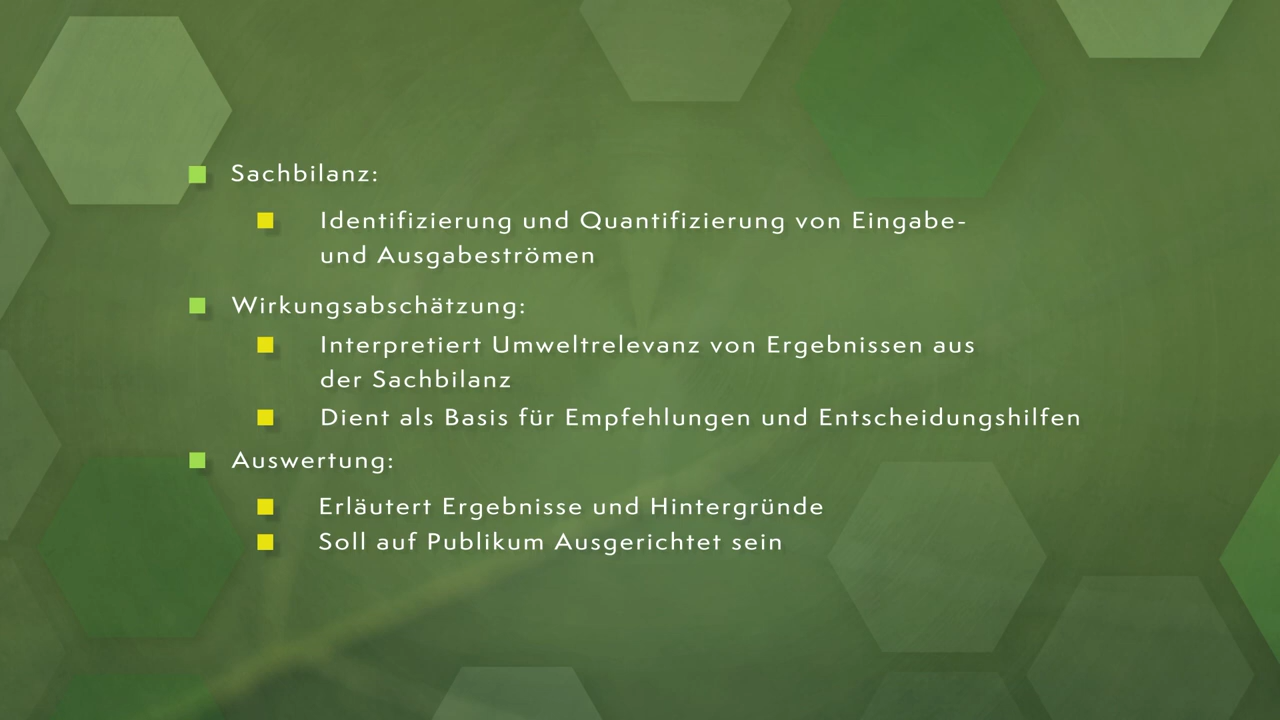 Sachbilanz:
Identifizierung und Quantifizierung von Eingabe-
und Ausgabeströmen
Wirkungsabschätzung:
Interpretiert Umweltrelevanz von Ergebnissen aus
der Sachbilanz
Dient als Basis für Empfehlungen und Entscheidungshilfen
Auswertung:
Erläutert Ergebnisse und Hintergründe
Soll auf Publikum Ausgerichtet sein